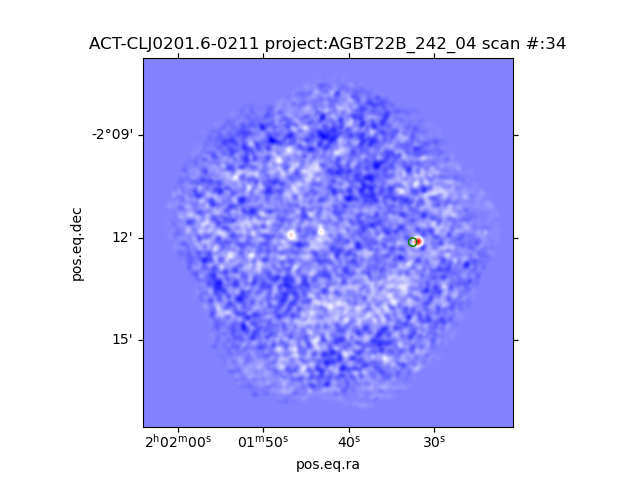 ACT-CLJ0201.6-0211 project:AGBT22B_242_04 scan #:34
-2°09'
12'
15'
pos.eq.dec
2ʰ02ᵐ00ˢ 01ᵐ50ˢ 40ˢ 30ˢ
pos.eq.ra